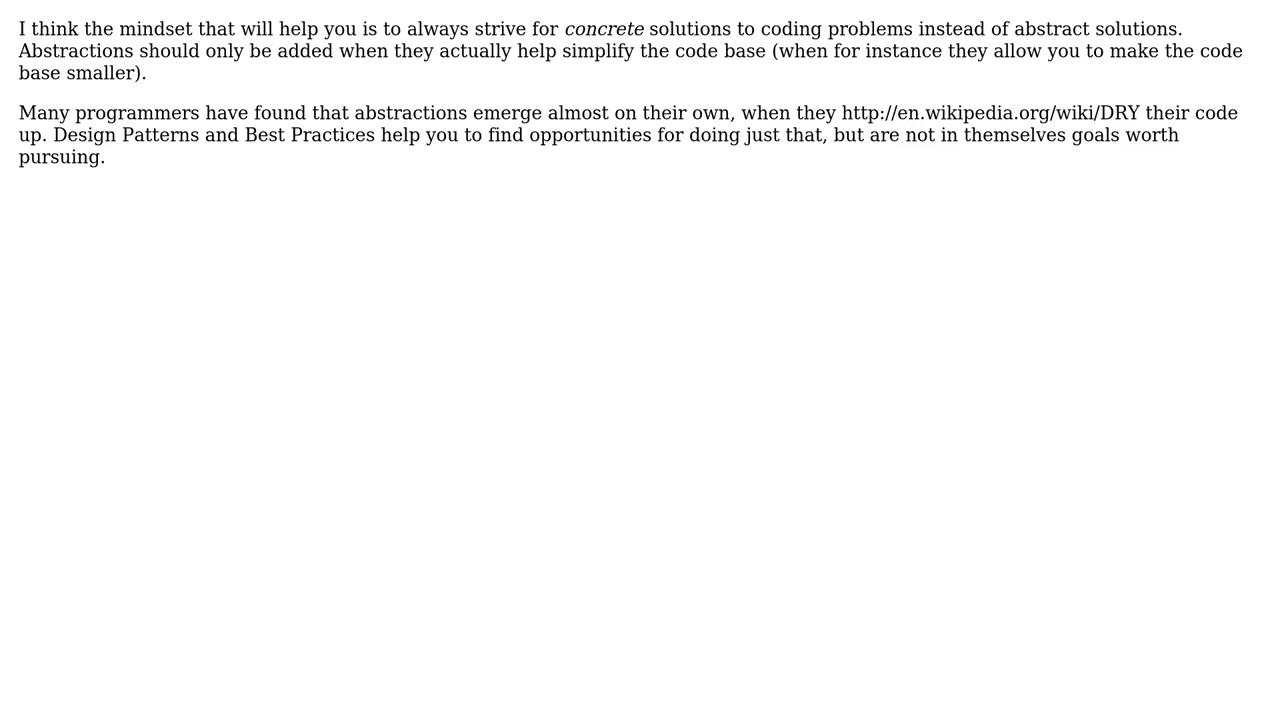 I think the mindset that will help you is to always strive for concrete solutions to coding problems instead of abstract solutions.
Abstractions should only be added when they actually help simplify the code base (when for instance they allow you to make the code
base smaller).
Many programmers have found that abstractions emerge almost on their own, when they http://en.wikipedia.org/wiki/DRY their code
up. Design Patterns and Best Practices help you to find opportunities for doing just that, but are not in themselves goals worth
pursuing.